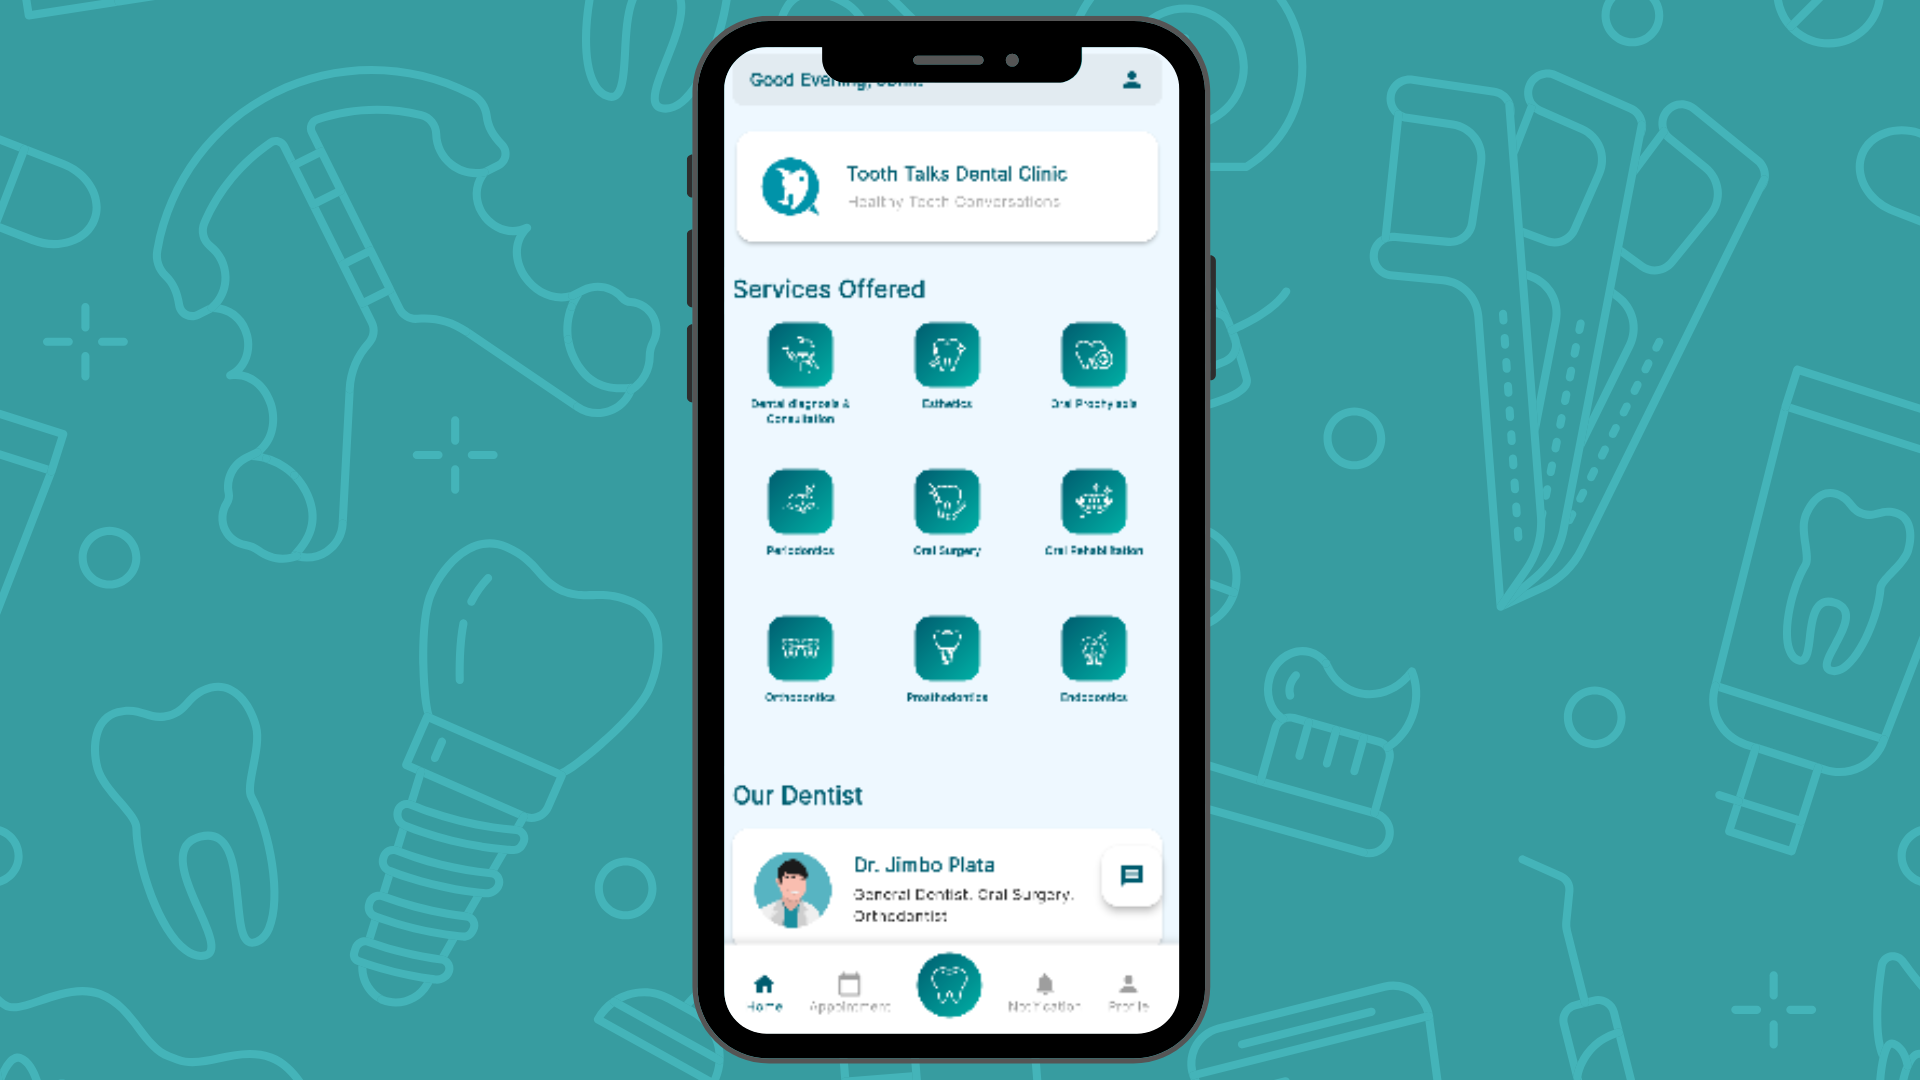 Good Evening,
Tooth Talks Dental Clinic
Healthy Teeth Conversations
Services Offered
Dental diagnosis &
Consultation
Esthetics
Oral Prophylaxis
Periodontics
Oral Surgery
Oral Rehabilitation
Orthodontics
Prosthodontics
Endodontics
Our Dentist
Dr. Jimbo Plata
General Dentist, Oral Surgery,
Orthodontist
Home
Appointment
Notification
Profile